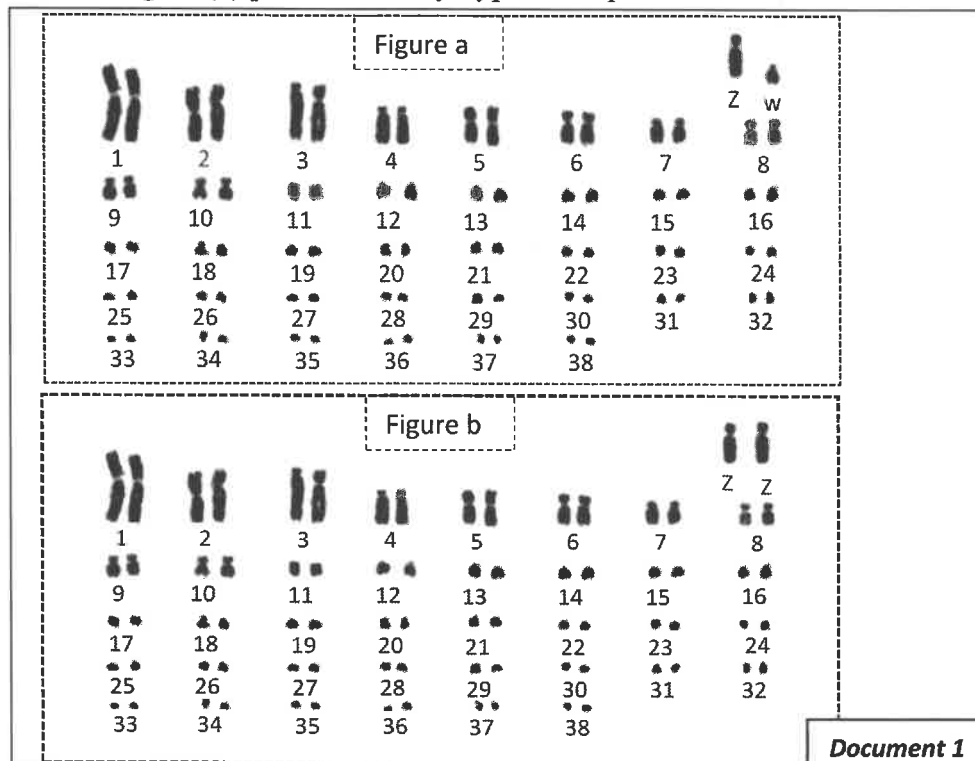 Figure a
Z W
1 2 3 4 5 6 7 8
9 10 11 12 13 14 15 16
17 18 19 20 21 22 23 24
25 26 27 28 29 30 31 32
33 34 35 36 37 38
Figure b
Z Z
1 2 3 4 5 6 7 8
9 10 11 12 13 14 15 16
17 18 19 20 21 22 23 24
25 26 27 28 29 30 31 32
33 34 35 36 37 38
Document 1